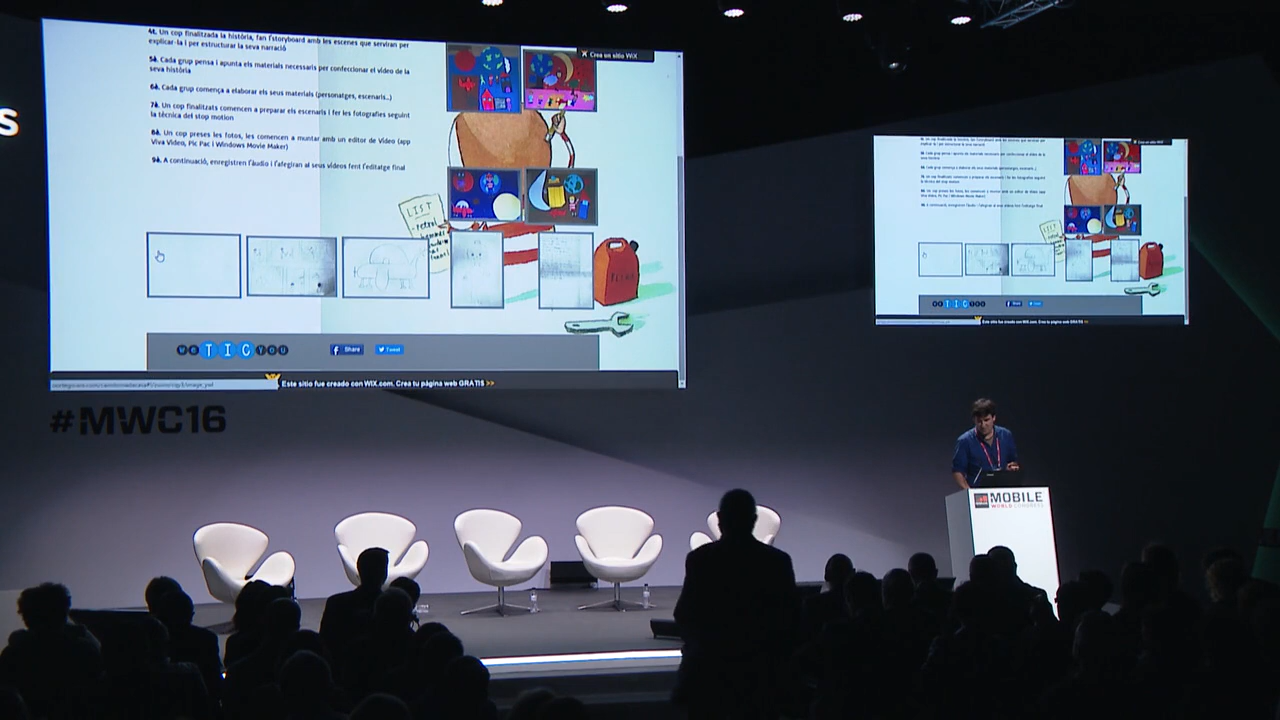 s
4t. Un cop finalitzada la història, fan l'storyboard amb les escenes que serviran per
explicar-la i per estructurar la seva narració
5è. Cada grup pensa i apunta els materials necessaris per confeccionar el vídeo de la
seva història
6è. Cada grup comença a elaborar els seus materials (personatges, escenaris...)
7è. Un cop finalitzats comencen a preparar els escenaris i fer les fotografies seguint
la tècnica del stop motion
8è. Un cop preses les fotos, les comencen a muntar amb un editor de Vídeo (app
Viva Video, Pic Pac i Windows Movie Maker)
9è. A continuació, enregistren l'àudio i l'afegiran al seus vídeos fent l'editatge final
Crea un sitio WiX
LIST
weTICyou
Share
Tweet
Este sitio fue creado con WIX.com. Crea tu página web GRATIS >>
#MWC16
MOBILE
WORLD CONGRESS